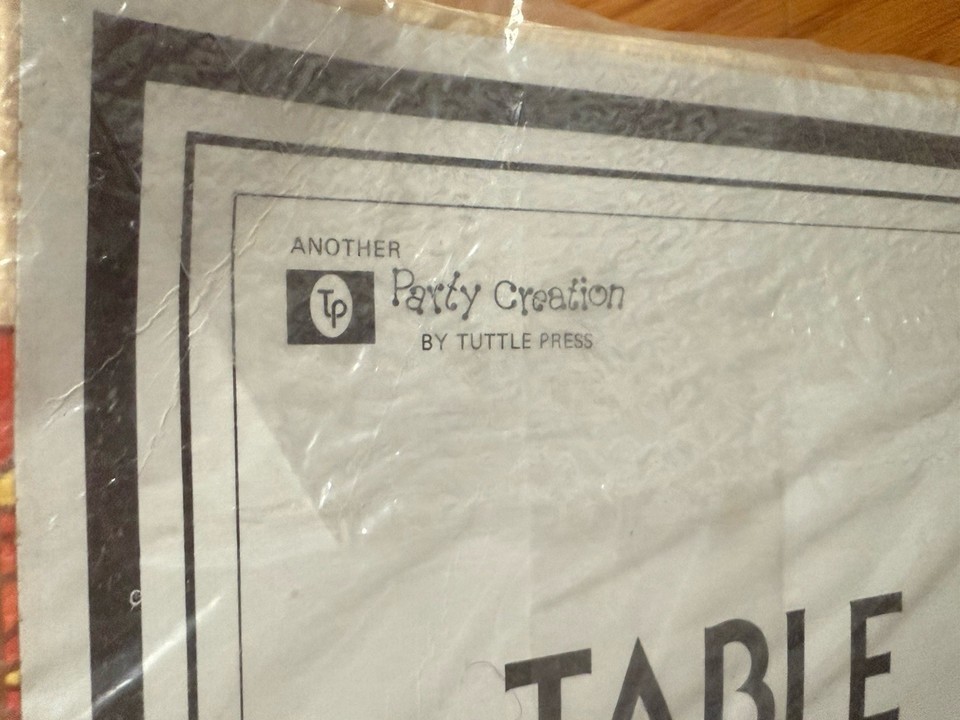 ANOTHER
Tp
Party Creation
BY TUTTLE PRESS
TABLE